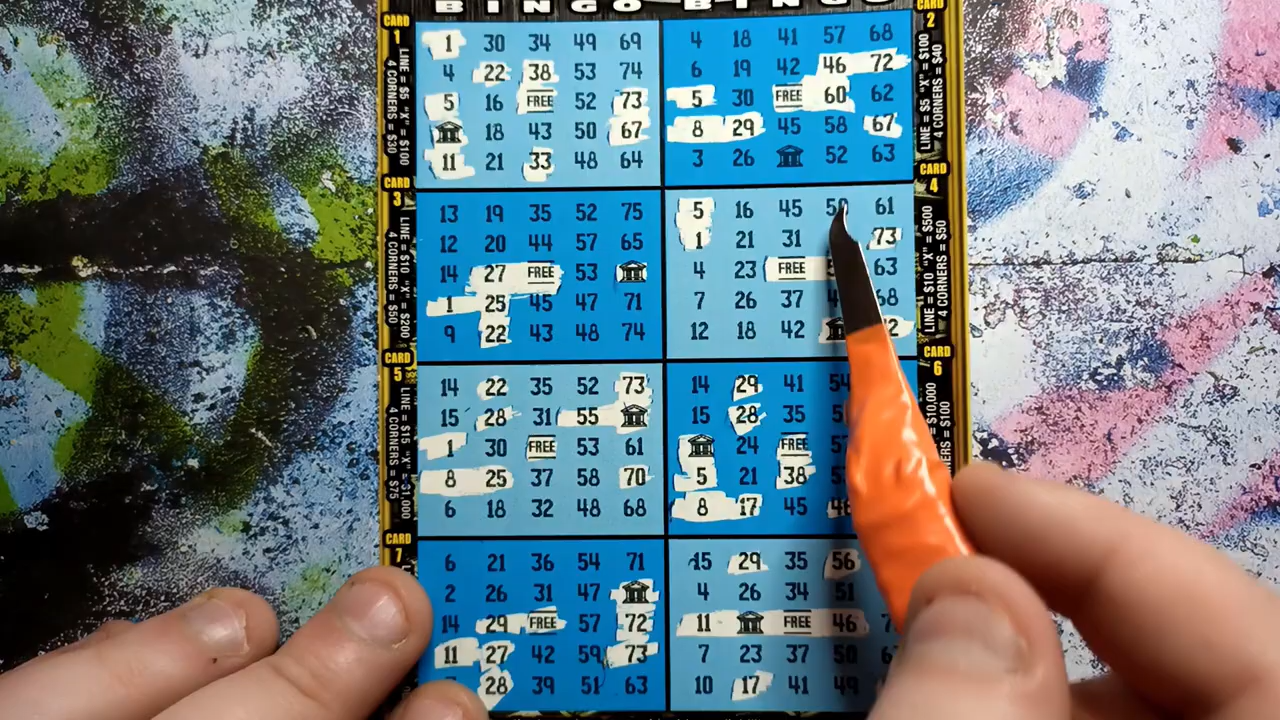 BINGO BINGO
CARD 1
LINE = $5 "X" = $100
4 CORNERS = $30
1 30 34 49 69
4 22 38 53 74
5 16 FREE 52 73
18 43 50 67
11 21 33 48 64
CARD 2
LINE = $5 "X" = $100
4 CORNERS = $40
4 18 41 57 68
6 19 42 46 72
5 30 FREE 60 62
8 29 45 58 67
3 26 52 63
CARD 3
LINE = $10 "X" = $200
4 CORNERS = $50
13 19 35 52 75
12 20 44 57 65
14 27 FREE 53
1 25 45 47 71
9 22 43 48 74
CARD 4
LINE = $10 "X" = $500
4 CORNERS = $50
5 16 45 61
1 21 31 73
4 23 FREE 63
7 26 37 68
12 18 42
CARD 5
LINE = $15 "X" = $1,000
4 CORNERS = $75
14 22 35 52 73
15 28 31 55
1 30 FREE 53 61
8 25 37 58 70
6 18 32 48 68
CARD 6
= $10,000
= $100
14 29 41 54
15 28 35
24 FREE
5 21 38
8 17 45 46
CARD 7
6 21 36 54 71
2 26 31 47
14 29 FREE 57 72
11 27 42 59 73
28 39 51 63
15 29 35 56
4 26 34 51
11 FREE 46
7 23 37 50
10 17 41 49